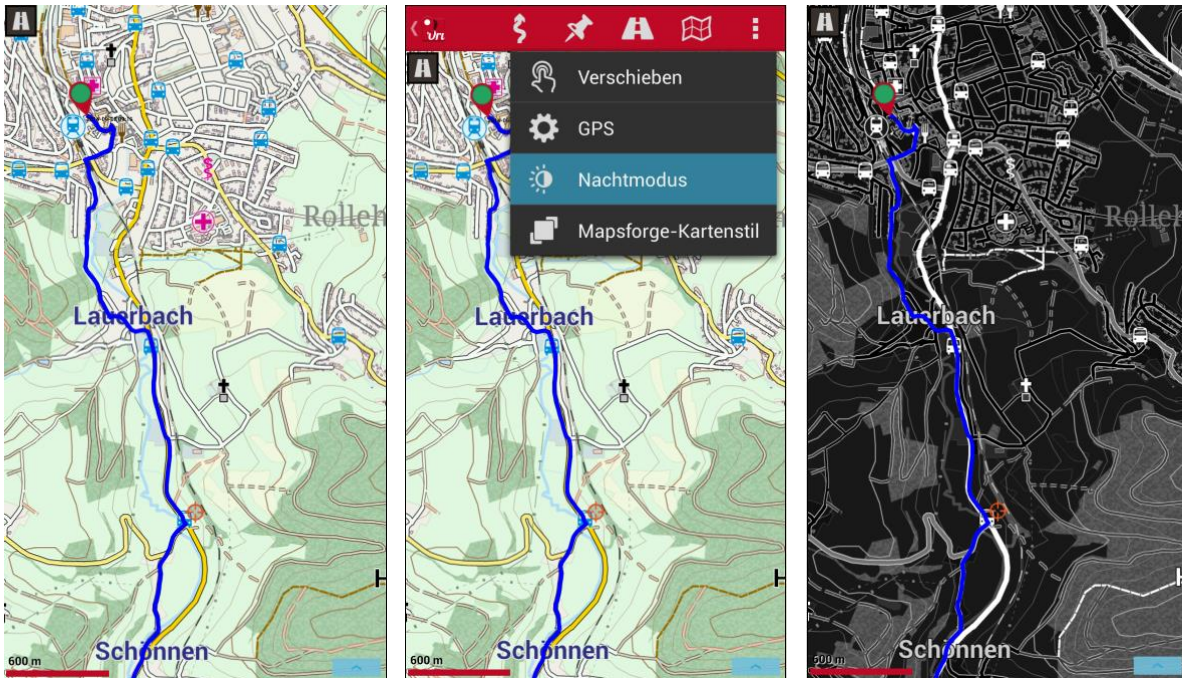 Rolleh
Lauerbach
Schönnen
600 m
Verschieben
GPS
Nachtmodus
Mapsforge-Kartenstil
Rolleh
Lauerbach
H
Schönnen
600 m
Rolleh
Lauerbach
H
Schönnen
600 m